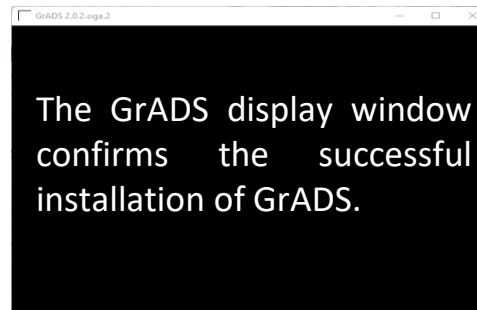 GrADS 2.0.2.oga.2
The GrADS display window
confirms the successful
installation of GrADS.